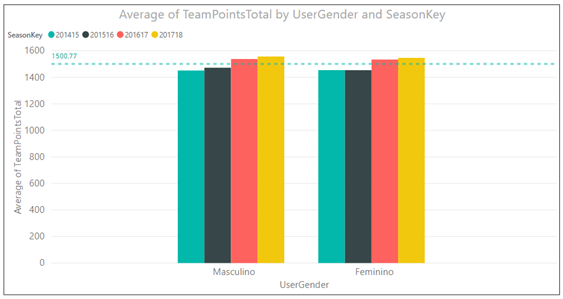 Average of TeamPointsTotal by UserGender and SeasonKey
SeasonKey 201415 201516 201617 201718
1600
1500.77
1400
1200
1000
800
600
400
200
0
Average of TeamPointsTotal
Masculino Feminino
UserGender